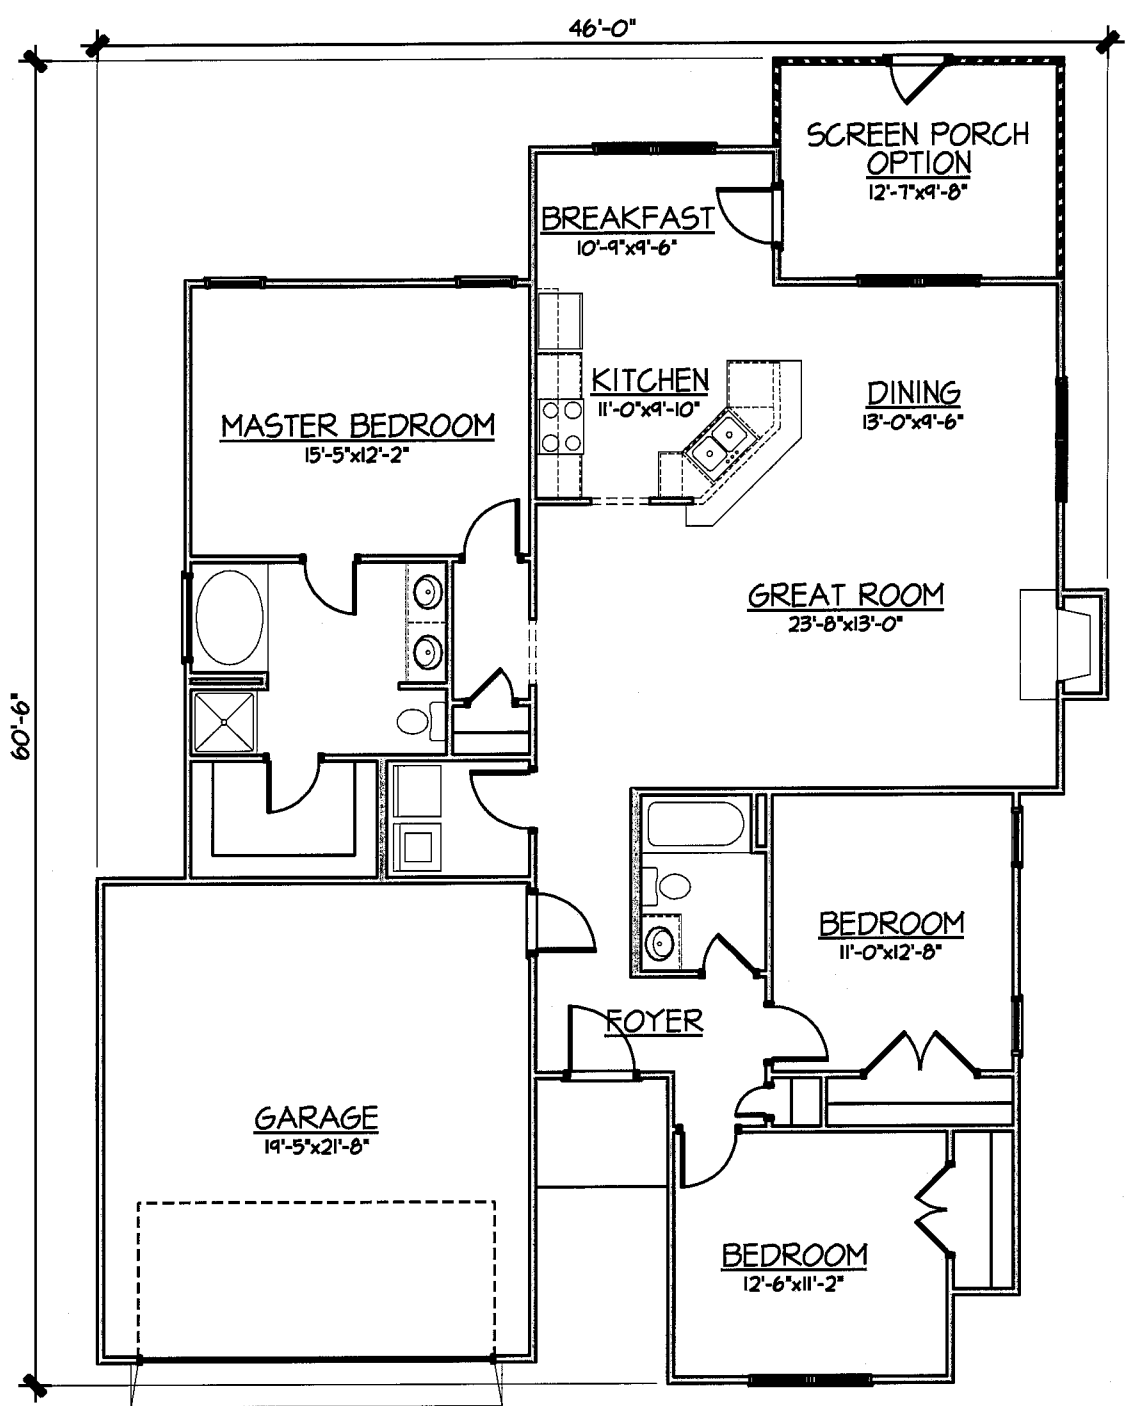 46'-0"
SCREEN PORCH
OPTION
12'-7"x9'-8"
BREAKFAST
10'-9"x9'-6"
KITCHEN
11'-0"x9'-10"
DINING
13'-0"x9'-6"
MASTER BEDROOM
15'-5"x12'-2"
GREAT ROOM
23'-8"x13'-0"
60'-6"
BEDROOM
11'-0"x12'-8"
FOYER
GARAGE
19'-5"x21'-8"
BEDROOM
12'-6"x11'-2"